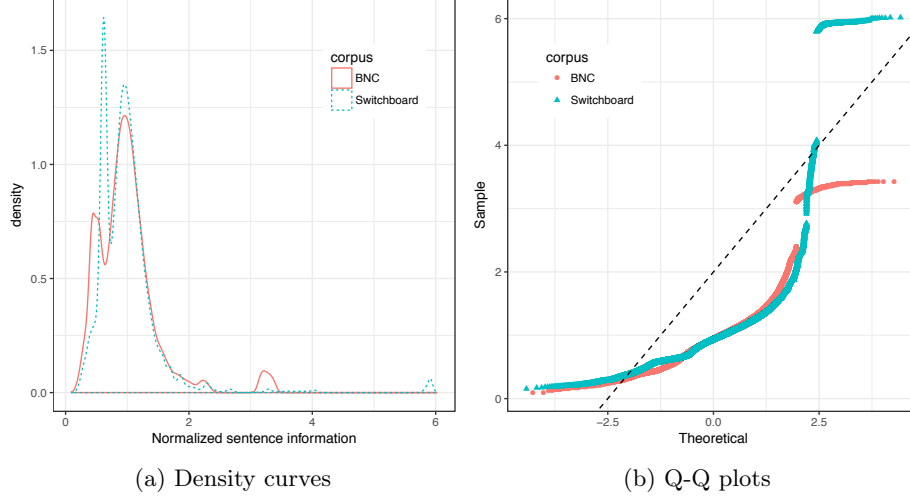 1.5
1.0
0.5
0.0
density
0
2
4
6
Normalized sentence information
corpus
BNC
Switchboard
(a) Density curves
6
4
2
0
Sample
−2.5
0.0
2.5
Theoretical
corpus
BNC
Switchboard
(b) Q-Q plots